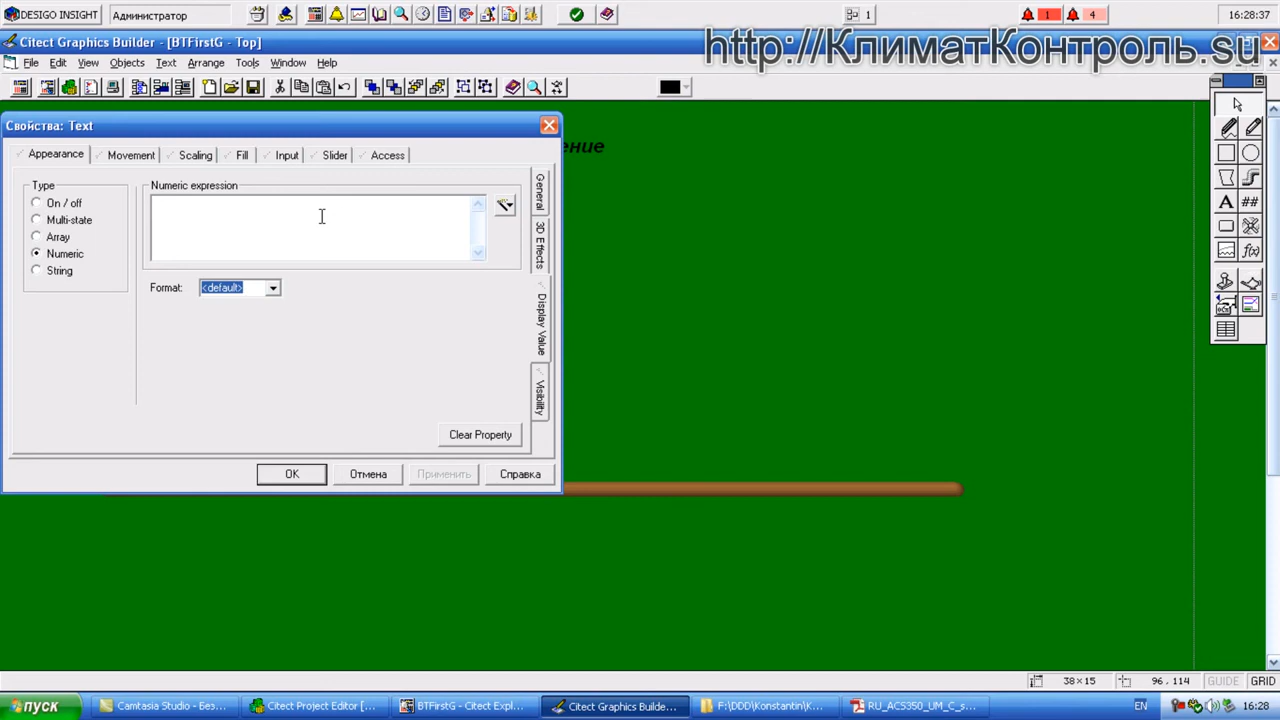 DESIGO INSIGHT Администратор 1 1 4 16:28:37
Citect Graphics Builder - [BTFirstG - Top]
http://КлиматКонтроль.su
File Edit View Objects Text Arrange Tools Window Help
Свойства: Text
ение
Appearance Movement Scaling Fill Input Slider Access
Type
On / off
Multi-state
Array
Numeric
String
Numeric expression
Format: <default>
General
3D Effects
Display Value
Visibility
Clear Property
OK Отмена Применить Справка
A ##
f(x)
38×15 96 , 114 GUIDE GRID
пуск Camtasia Studio - Без... Citect Project Editor [... BTFirstG - Citect Expl... Citect Graphics Builde... F:\DDD\Konstantin\К... RU_ACS350_UM_C_s... EN 16:28